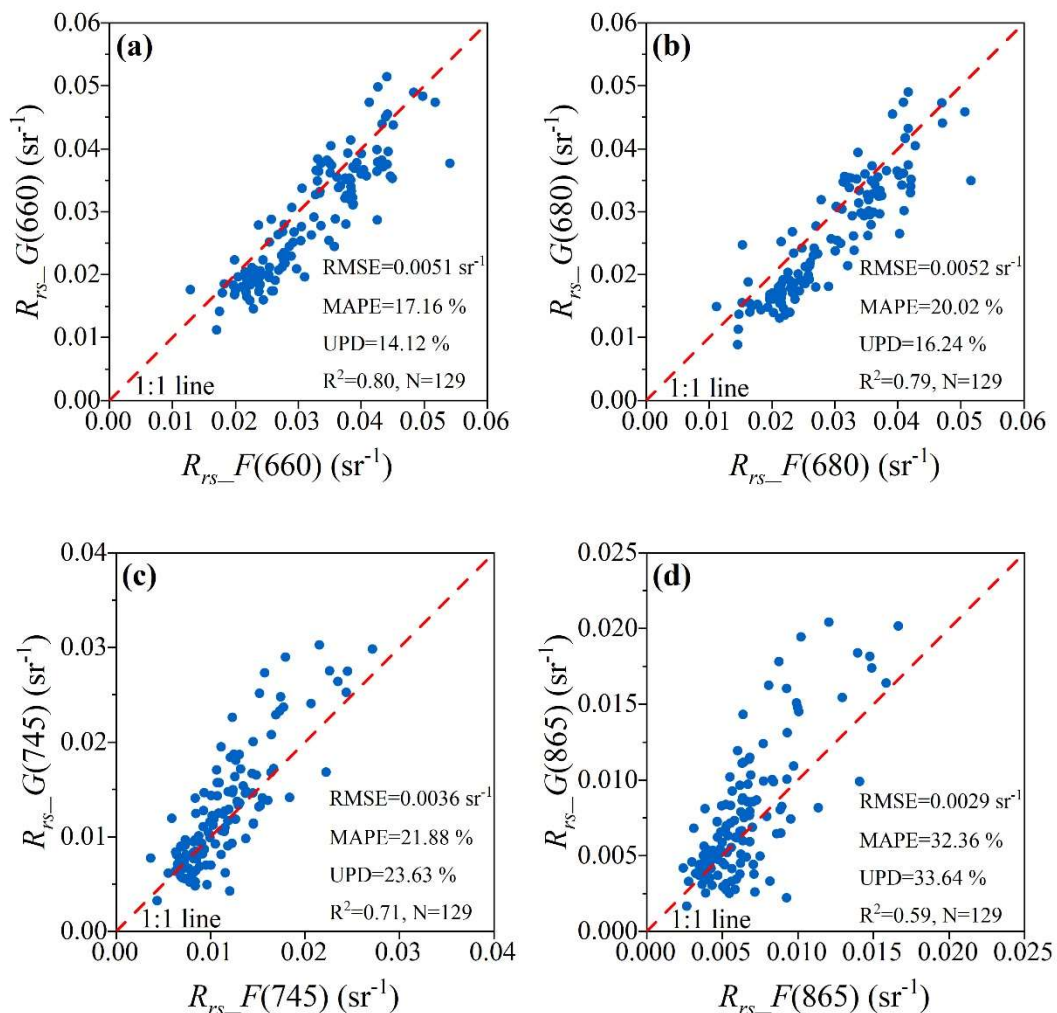 (a)
0.06
0.05
0.04
0.03
0.02
0.01
0.00
R_rs_G(660) (sr⁻¹)
RMSE=0.0051 sr⁻¹
MAPE=17.16 %
UPD=14.12 %
R²=0.80, N=129
1:1 line
0.00 0.01 0.02 0.03 0.04 0.05 0.06
R_rs_F(660) (sr⁻¹)
(b)
0.06
0.05
0.04
0.03
0.02
0.01
0.00
R_rs_G(680) (sr⁻¹)
RMSE=0.0052 sr⁻¹
MAPE=20.02 %
UPD=16.24 %
R²=0.79, N=129
1:1 line
0.00 0.01 0.02 0.03 0.04 0.05 0.06
R_rs_F(680) (sr⁻¹)
(c)
0.04
0.03
0.02
0.01
0.00
R_rs_G(745) (sr⁻¹)
RMSE=0.0036 sr⁻¹
MAPE=21.88 %
UPD=23.63 %
R²=0.71, N=129
1:1 line
0.00 0.01 0.02 0.03 0.04
R_rs_F(745) (sr⁻¹)
(d)
0.025
0.020
0.015
0.010
0.005
0.000
R_rs_G(865) (sr⁻¹)
RMSE=0.0029 sr⁻¹
MAPE=32.36 %
UPD=33.64 %
R²=0.59, N=129
1:1 line
0.000 0.005 0.010 0.015 0.020 0.025
R_rs_F(865) (sr⁻¹)